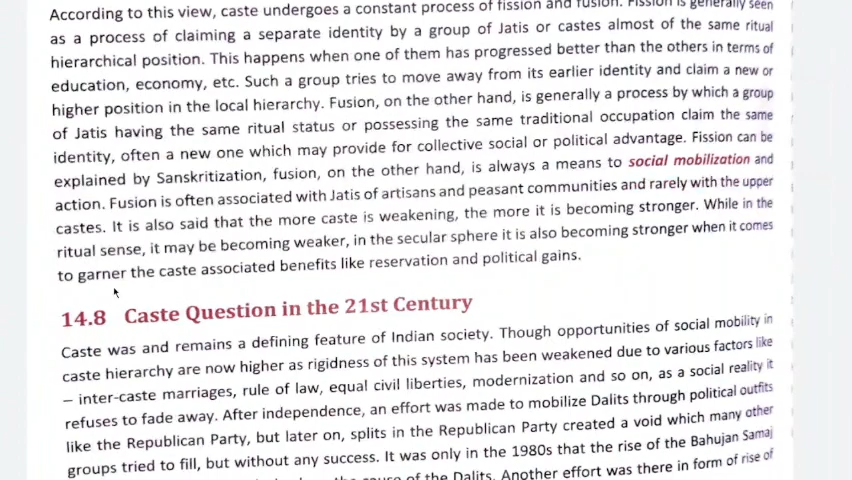 According to this view, caste undergoes a constant process of fission and fusion. Fission is generally seen
as a process of claiming a separate identity by a group of Jatis or castes almost of the same ritual
hierarchical position. This happens when one of them has progressed better than the others in terms of
education, economy, etc. Such a group tries to move away from its earlier identity and claim a new or
higher position in the local hierarchy. Fusion, on the other hand, is generally a process by which a group
of Jatis having the same ritual status or possessing the same traditional occupation claim the same
identity, often a new one which may provide for collective social or political advantage. Fission can be
explained by Sanskritization, fusion, on the other hand, is always a means to social mobilization and
action. Fusion is often associated with Jatis of artisans and peasant communities and rarely with the upper
castes. It is also said that the more caste is weakening, the more it is becoming stronger. While in the
ritual sense, it may be becoming weaker, in the secular sphere it is also becoming stronger when it comes
to garner the caste associated benefits like reservation and political gains.
14.8 Caste Question in the 21st Century
Caste was and remains a defining feature of Indian society. Though opportunities of social mobility in
caste hierarchy are now higher as rigidness of this system has been weakened due to various factors like
– inter-caste marriages, rule of law, equal civil liberties, modernization and so on, as a social reality it
refuses to fade away. After independence, an effort was made to mobilize Dalits through political outfits
like the Republican Party, but later on, splits in the Republican Party created a void which many other
groups tried to fill, but without any success. It was only in the 1980s that the rise of the Bahujan Samaj
the cause of the Dalits. Another effort was there in form of rise of